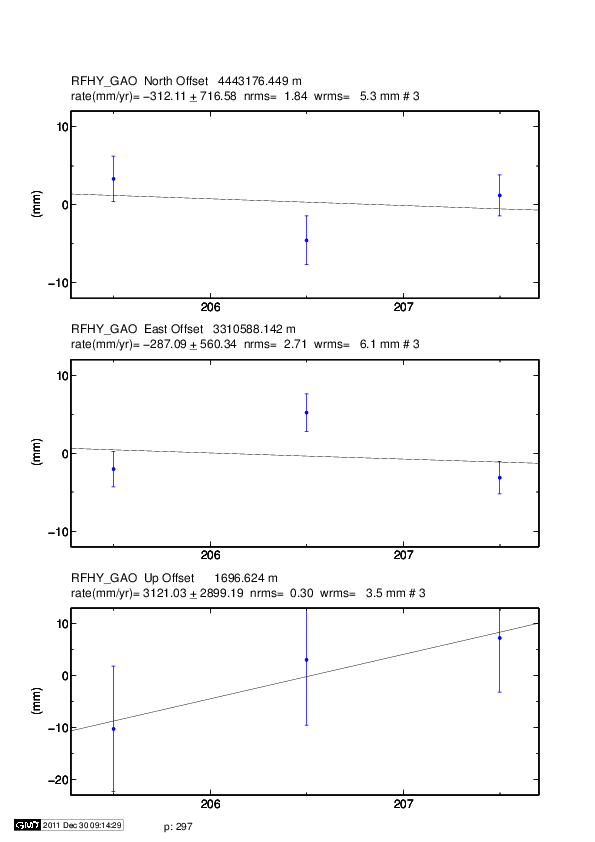 RFHY_GAO North Offset 4443176.449 m
rate(mm/yr)= −312.11 ± 716.58 nrms= 1.84 wrms= 5.3 mm # 3
10
0
−10
(mm)
206 207
RFHY_GAO East Offset 3310588.142 m
rate(mm/yr)= −287.09 ± 560.34 nrms= 2.71 wrms= 6.1 mm # 3
10
0
−10
(mm)
206 207
RFHY_GAO Up Offset 1696.624 m
rate(mm/yr)= 3121.03 ± 2899.19 nrms= 0.30 wrms= 3.5 mm # 3
10
0
−10
−20
(mm)
206 207
GMT 2011 Dec 30 09:14:29 p: 297